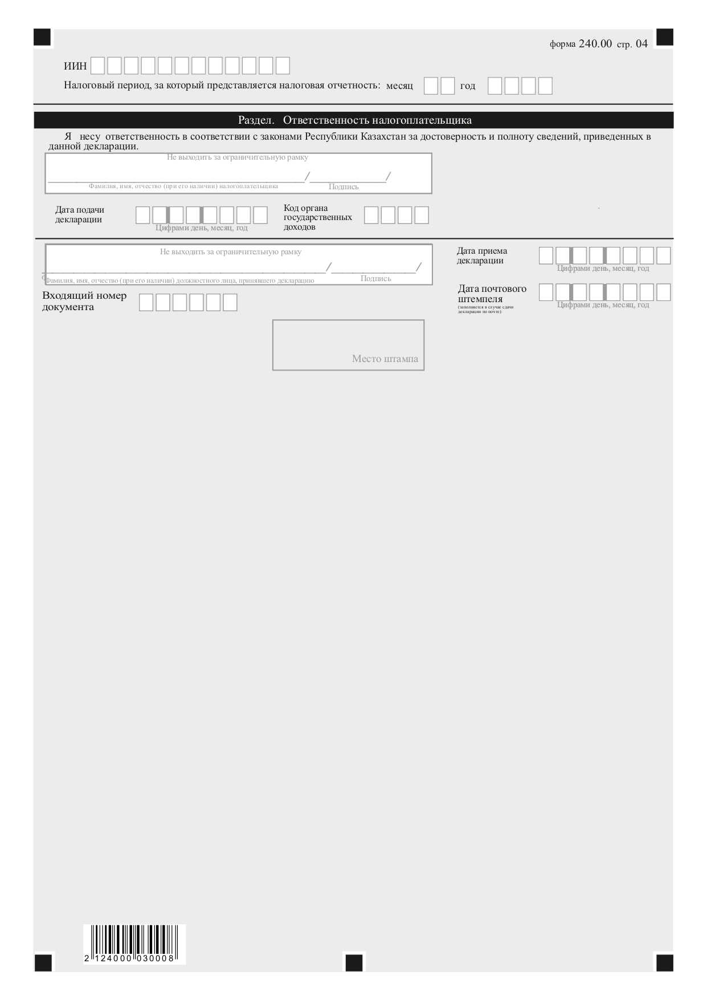 форма 240.00 стр. 04
ИИН
Налоговый период, за который представляется налоговая отчетность: месяц год
Раздел. Ответственность налогоплательщика
Я несу ответственность в соответствии с законами Республики Казахстан за достоверность и полноту сведений, приведенных в
данной декларации.
Не выходить за ограничительную рамку
/ /
Фамилия, имя, отчество (при его наличии) налогоплательщика Подпись
Дата подачи
декларации
Цифрами день, месяц, год
Код органа
государственных
доходов
Не выходить за ограничительную рамку
/ /
Фамилия, имя, отчество (при его наличии) должностного лица, принявшего декларацию Подпись
Дата приема
декларации
Цифрами день, месяц, год
Входящий номер
документа
Дата почтового
штемпеля
(заполняется в случае сдачи
декларации по почте):
Цифрами день, месяц, год
Место штампа
2 124000 030008